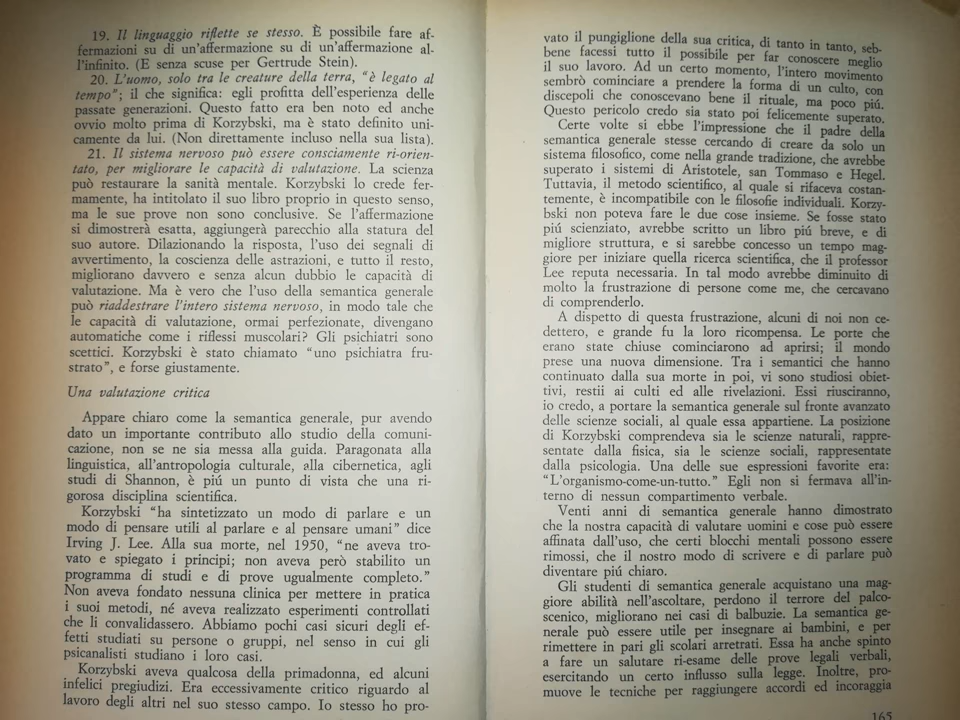 19. Il linguaggio riflette se stesso. È possibile fare af-
fermazioni su di un'affermazione su di un'affermazione al-
l'infinito. (E senza scuse per Gertrude Stein).
20. L'uomo, solo tra le creature della terra, "è legato al
tempo"; il che significa: egli profitta dell'esperienza delle
passate generazioni. Questo fatto era ben noto ed anche
ovvio molto prima di Korzybski, ma è stato definito uni-
camente da lui. (Non direttamente incluso nella sua lista).
21. Il sistema nervoso può essere consciamente ri-orien-
tato, per migliorare le capacità di valutazione. La scienza
può restaurare la sanità mentale. Korzybski lo crede fer-
mamente, ha intitolato il suo libro proprio in questo senso,
ma le sue prove non sono conclusive. Se l'affermazione
si dimostrerà esatta, aggiungerà parecchio alla statura del
suo autore. Dilazionando la risposta, l'uso dei segnali di
avvertimento, la coscienza delle astrazioni, e tutto il resto,
migliorano davvero e senza alcun dubbio le capacità di
valutazione. Ma è vero che l'uso della semantica generale
può riaddestrare l'intero sistema nervoso, in modo tale che
le capacità di valutazione, ormai perfezionate, divengano
automatiche come i riflessi muscolari? Gli psichiatri sono
scettici. Korzybski è stato chiamato "uno psichiatra fru-
strato", e forse giustamente.
Una valutazione critica
Appare chiaro come la semantica generale, pur avendo
dato un importante contributo allo studio della comuni-
cazione, non se ne sia messa alla guida. Paragonata alla
linguistica, all'antropologia culturale, alla cibernetica, agli
studi di Shannon, è piú un punto di vista che una ri-
gorosa disciplina scientifica.
Korzybski "ha sintetizzato un modo di parlare e un
modo di pensare utili al parlare e al pensare umani" dice
Irving J. Lee. Alla sua morte, nel 1950, "ne aveva tro-
vato e spiegato i principi; non aveva però stabilito un
programma di studi e di prove ugualmente completo."
Non aveva fondato nessuna clinica per mettere in pratica
i suoi metodi, né aveva realizzato esperimenti controllati
che li convalidassero. Abbiamo pochi casi sicuri degli ef-
fetti studiati su persone o gruppi, nel senso in cui gli
psicanalisti studiano i loro casi.
Korzybski aveva qualcosa della primadonna, ed alcuni
infelici pregiudizi. Era eccessivamente critico riguardo al
lavoro degli altri nel suo stesso campo. Io stesso ho pro-
vato il pungiglione della sua critica, di tanto in tanto, seb-
bene facessi tutto il possibile per far conoscere meglio
il suo lavoro. Ad un certo momento, l'intero movimento
sembrò cominciare a prendere la forma di un culto, con
discepoli che conoscevano bene il rituale, ma poco piú.
Questo pericolo credo sia stato poi felicemente superato.
Certe volte si ebbe l'impressione che il padre della
semantica generale stesse cercando di creare da solo un
sistema filosofico, come nella grande tradizione, che avrebbe
superato i sistemi di Aristotele, san Tommaso e Hegel.
Tuttavia, il metodo scientifico, al quale si rifaceva costan-
temente, è incompatibile con le filosofie individuali. Korzy-
bski non poteva fare le due cose insieme. Se fosse stato
piú scienziato, avrebbe scritto un libro piú breve, e di
migliore struttura, e si sarebbe concesso un tempo mag-
giore per iniziare quella ricerca scientifica, che il professor
Lee reputa necessaria. In tal modo avrebbe diminuito di
molto la frustrazione di persone come me, che cercavano
di comprenderlo.
A dispetto di questa frustrazione, alcuni di noi non ce-
dettero, e grande fu la loro ricompensa. Le porte che
erano state chiuse cominciarono ad aprirsi; il mondo
prese una nuova dimensione. Tra i semantici che hanno
continuato dalla sua morte in poi, vi sono studiosi obiet-
tivi, restii ai culti ed alle rivelazioni. Essi riusciranno,
io credo, a portare la semantica generale sul fronte avanzato
delle scienze sociali, al quale essa appartiene. La posizione
di Korzybski comprendeva sia le scienze naturali, rappre-
sentate dalla fisica, sia le scienze sociali, rappresentate
dalla psicologia. Una delle sue espressioni favorite era:
"L'organismo-come-un-tutto." Egli non si fermava all'in-
terno di nessun compartimento verbale.
Venti anni di semantica generale hanno dimostrato
che la nostra capacità di valutare uomini e cose può essere
affinata dall'uso, che certi blocchi mentali possono essere
rimossi, che il nostro modo di scrivere e di parlare può
diventare piú chiaro.
Gli studenti di semantica generale acquistano una mag-
giore abilità nell'ascoltare, perdono il terrore del palco-
scenico, migliorano nei casi di balbuzie. La semantica ge-
nerale può essere utile per insegnare ai bambini, e per
rimettere in pari gli scolari arretrati. Essa ha anche spinto
a fare un salutare ri-esame delle prove legali verbali,
esercitando un certo influsso sulla legge. Inoltre, pro-
muove le tecniche per raggiungere accordi ed incoraggia
165